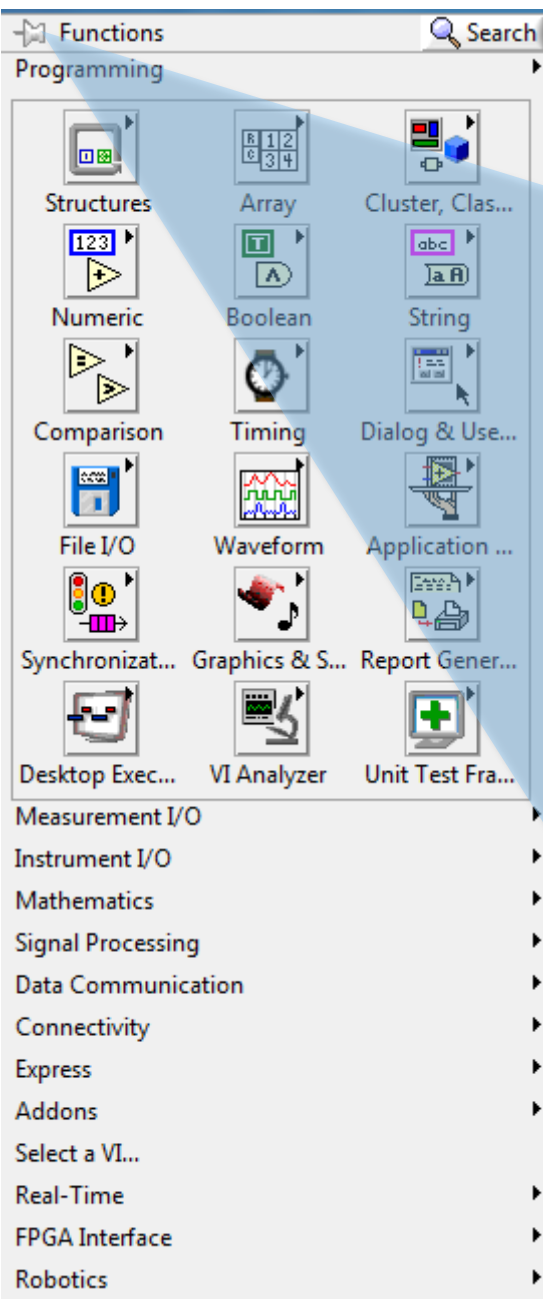 Functions Search
Programming
Structures Array Cluster, Clas...
Numeric Boolean String
Comparison Timing Dialog & Use...
File I/O Waveform Application ...
Synchronizat... Graphics & S... Report Gener...
Desktop Exec... VI Analyzer Unit Test Fra...
Measurement I/O
Instrument I/O
Mathematics
Signal Processing
Data Communication
Connectivity
Express
Addons
Select a VI...
Real-Time
FPGA Interface
Robotics